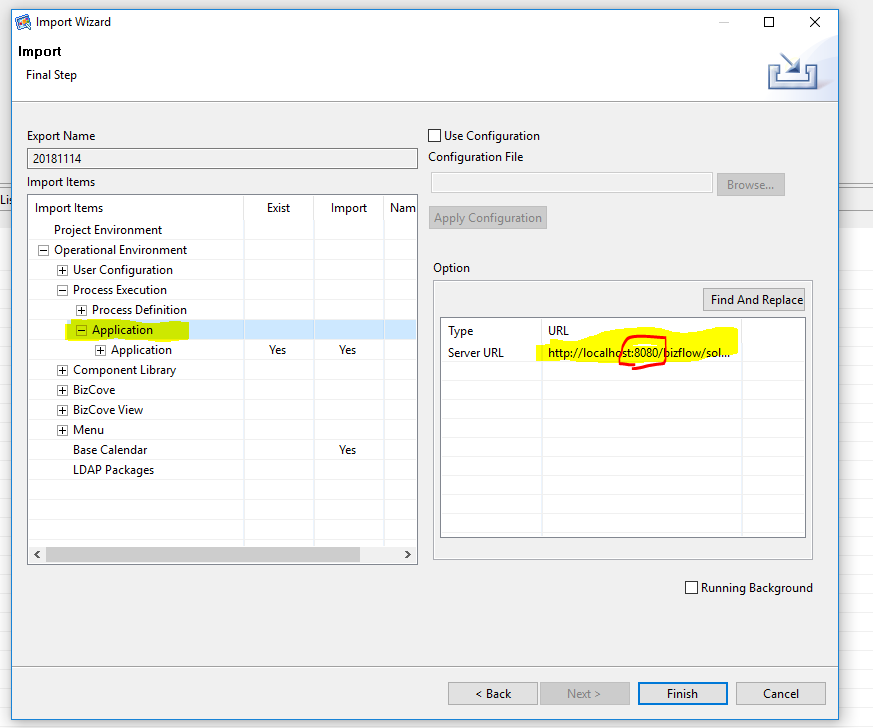 Import Wizard
Import
Final Step
Export Name
20181114
Import Items
Import Items Exist Import Nam
Project Environment
Operational Environment
User Configuration
Process Execution
Process Definition
Application
Application Yes Yes
Component Library
BizCove
BizCove View
Menu
Base Calendar Yes
LDAP Packages
Use Configuration
Configuration File
Browse...
Apply Configuration
Option
Find And Replace
Type URL
Server URL http://localhost:8080/bizflow/sol...
Running Background
< Back Next > Finish Cancel